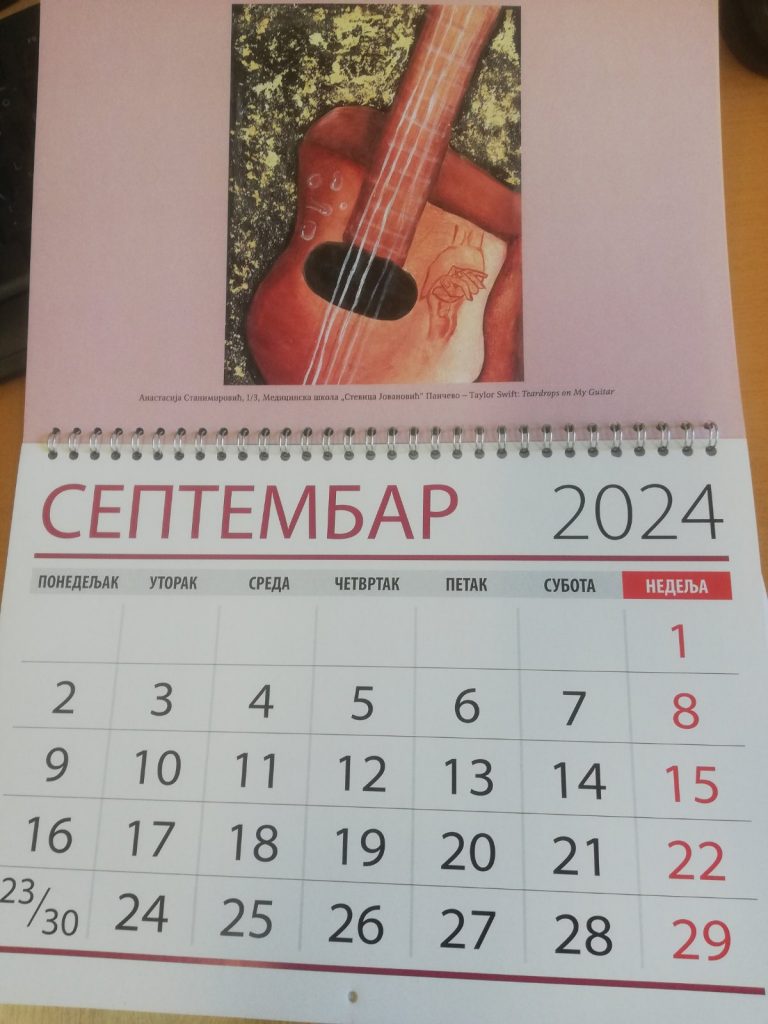 Анастасија Станимировић, 1/3, Медицинска школа „Стевица Јовановић“ Панчево – Taylor Swift: Teardrops on My Guitar
СЕПТЕМБАР 2024
ПОНЕДЕЉАК УТОРАК СРЕДА ЧЕТВРТАК ПЕТАК СУБОТА НЕДЕЉА
1
2 3 4 5 6 7 8
9 10 11 12 13 14 15
16 17 18 19 20 21 22
23/30 24 25 26 27 28 29